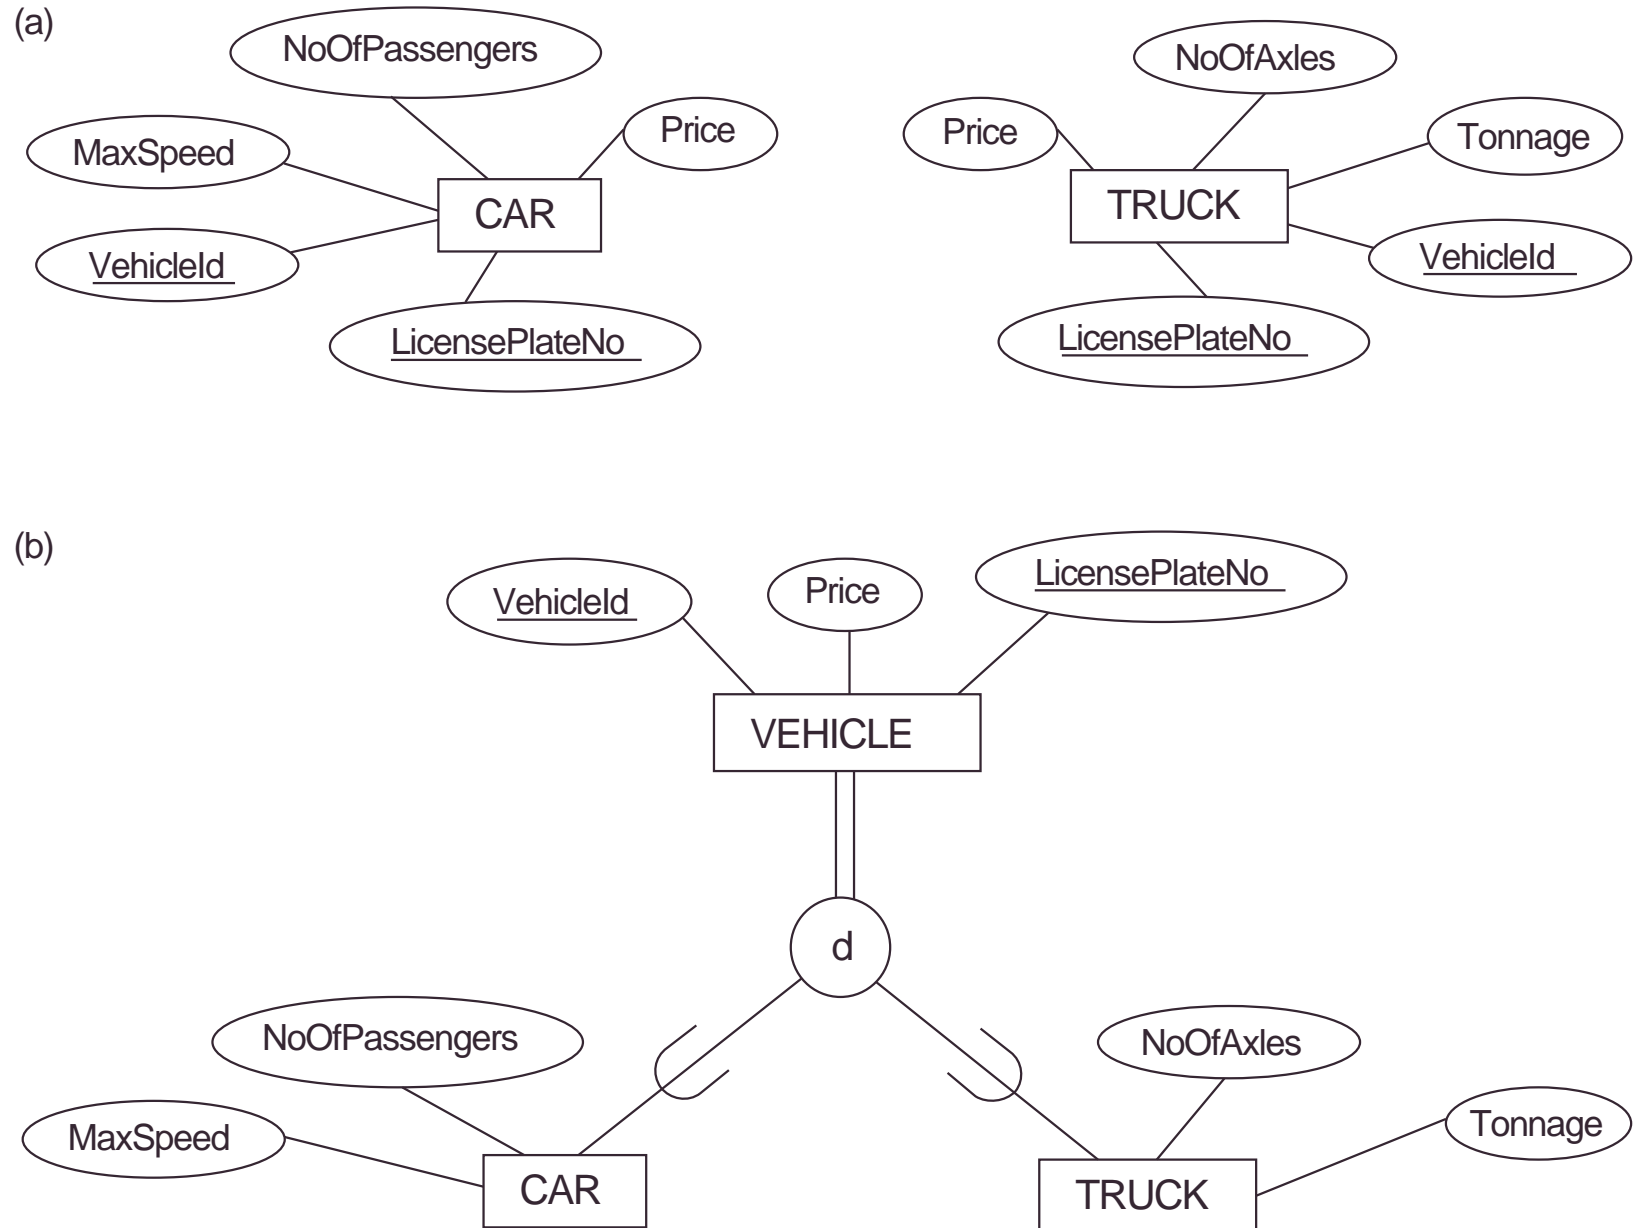 (a)
NoOfPassengers
NoOfAxles
Price
Price
Tonnage
MaxSpeed
CAR
TRUCK
VehicleId
VehicleId
LicensePlateNo
LicensePlateNo
(b)
VehicleId
Price
LicensePlateNo
VEHICLE
d
NoOfPassengers
NoOfAxles
MaxSpeed
Tonnage
CAR
TRUCK